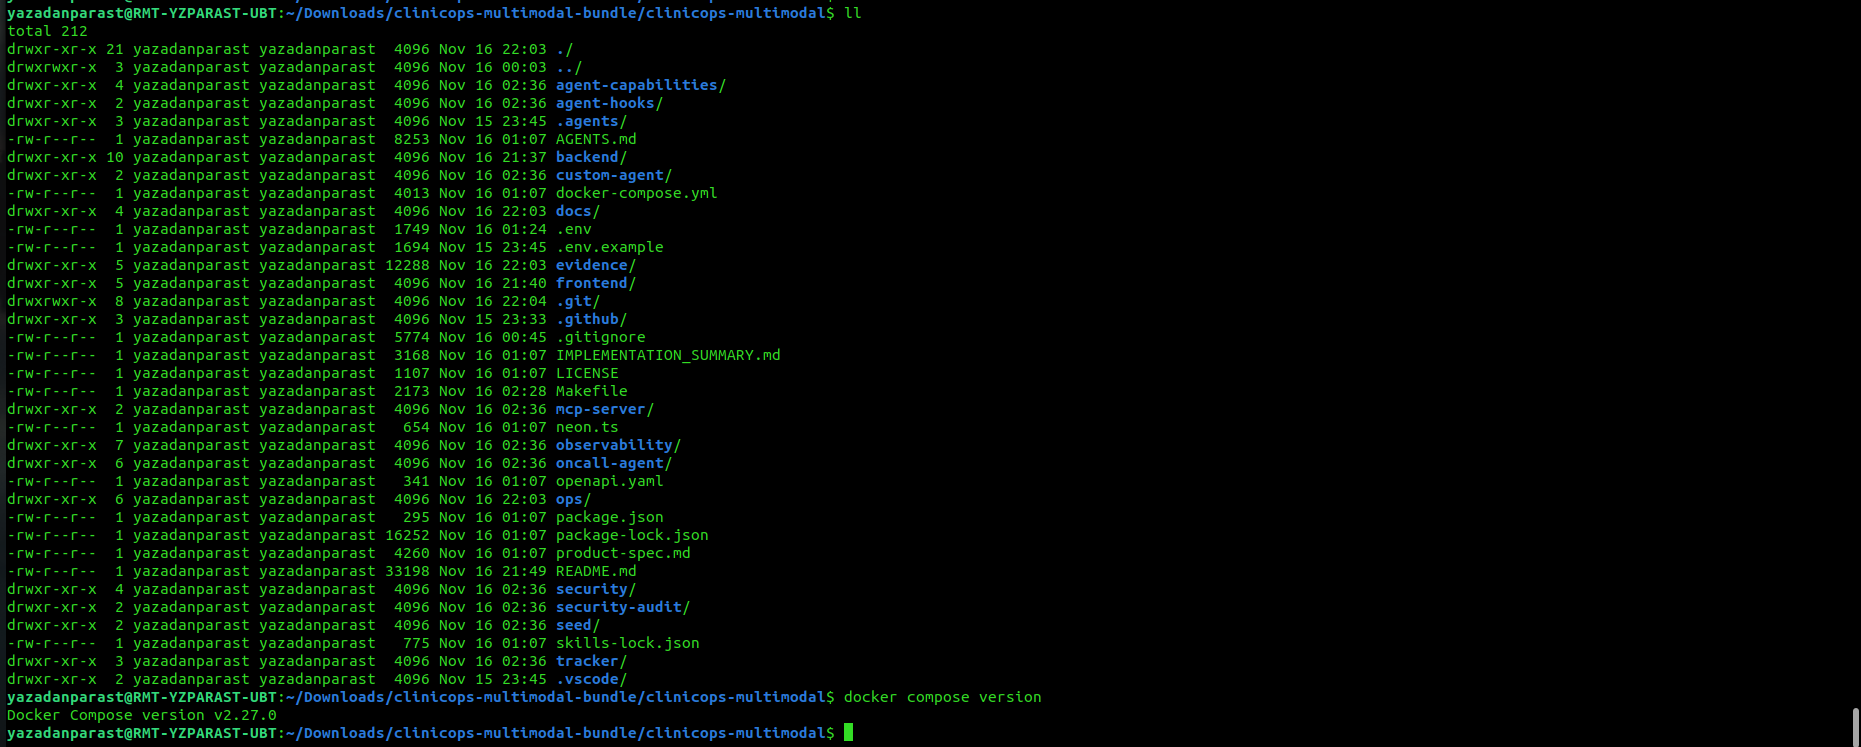 yazadanparast@RMT-YZPARAST-UBT:~/Downloads/clinicops-multimodal-bundle/clinicops-multimodal$ ll
total 212
drwxr-xr-x 21 yazadanparast yazadanparast  4096 Nov 16 22:03 ./
drwxrwxr-x  3 yazadanparast yazadanparast  4096 Nov 16 00:03 ../
drwxr-xr-x  4 yazadanparast yazadanparast  4096 Nov 16 02:36 agent-capabilities/
drwxr-xr-x  2 yazadanparast yazadanparast  4096 Nov 16 02:36 agent-hooks/
drwxr-xr-x  3 yazadanparast yazadanparast  4096 Nov 15 23:45 .agents/
-rw-r--r--  1 yazadanparast yazadanparast  8253 Nov 16 01:07 AGENTS.md
drwxr-xr-x 10 yazadanparast yazadanparast  4096 Nov 16 21:37 backend/
drwxr-xr-x  2 yazadanparast yazadanparast  4096 Nov 16 02:36 custom-agent/
-rw-r--r--  1 yazadanparast yazadanparast  4013 Nov 16 01:07 docker-compose.yml
drwxr-xr-x  4 yazadanparast yazadanparast  4096 Nov 16 22:03 docs/
-rw-r--r--  1 yazadanparast yazadanparast  1749 Nov 16 01:24 .env
-rw-r--r--  1 yazadanparast yazadanparast  1694 Nov 15 23:45 .env.example
drwxr-xr-x  5 yazadanparast yazadanparast 12288 Nov 16 22:03 evidence/
drwxr-xr-x  5 yazadanparast yazadanparast  4096 Nov 16 21:40 frontend/
drwxrwxr-x  8 yazadanparast yazadanparast  4096 Nov 16 22:04 .git/
drwxr-xr-x  3 yazadanparast yazadanparast  4096 Nov 15 23:33 .github/
-rw-r--r--  1 yazadanparast yazadanparast  5774 Nov 16 00:45 .gitignore
-rw-r--r--  1 yazadanparast yazadanparast  3168 Nov 16 01:07 IMPLEMENTATION_SUMMARY.md
-rw-r--r--  1 yazadanparast yazadanparast  1107 Nov 16 01:07 LICENSE
-rw-r--r--  1 yazadanparast yazadanparast  2173 Nov 16 02:28 Makefile
drwxr-xr-x  2 yazadanparast yazadanparast  4096 Nov 16 02:36 mcp-server/
-rw-r--r--  1 yazadanparast yazadanparast   654 Nov 16 01:07 neon.ts
drwxr-xr-x  7 yazadanparast yazadanparast  4096 Nov 16 02:36 observability/
drwxr-xr-x  6 yazadanparast yazadanparast  4096 Nov 16 02:36 oncall-agent/
-rw-r--r--  1 yazadanparast yazadanparast   341 Nov 16 01:07 openapi.yaml
drwxr-xr-x  6 yazadanparast yazadanparast  4096 Nov 16 22:03 ops/
-rw-r--r--  1 yazadanparast yazadanparast   295 Nov 16 01:07 package.json
-rw-r--r--  1 yazadanparast yazadanparast 16252 Nov 16 01:07 package-lock.json
-rw-r--r--  1 yazadanparast yazadanparast  4260 Nov 16 01:07 product-spec.md
-rw-r--r--  1 yazadanparast yazadanparast 33198 Nov 16 21:49 README.md
drwxr-xr-x  4 yazadanparast yazadanparast  4096 Nov 16 02:36 security/
drwxr-xr-x  2 yazadanparast yazadanparast  4096 Nov 16 02:36 security-audit/
drwxr-xr-x  2 yazadanparast yazadanparast  4096 Nov 16 02:36 seed/
-rw-r--r--  1 yazadanparast yazadanparast   775 Nov 16 01:07 skills-lock.json
drwxr-xr-x  3 yazadanparast yazadanparast  4096 Nov 16 02:36 tracker/
drwxr-xr-x  2 yazadanparast yazadanparast  4096 Nov 15 23:45 .vscode/
yazadanparast@RMT-YZPARAST-UBT:~/Downloads/clinicops-multimodal-bundle/clinicops-multimodal$ docker compose version
Docker Compose version v2.27.0
yazadanparast@RMT-YZPARAST-UBT:~/Downloads/clinicops-multimodal-bundle/clinicops-multimodal$